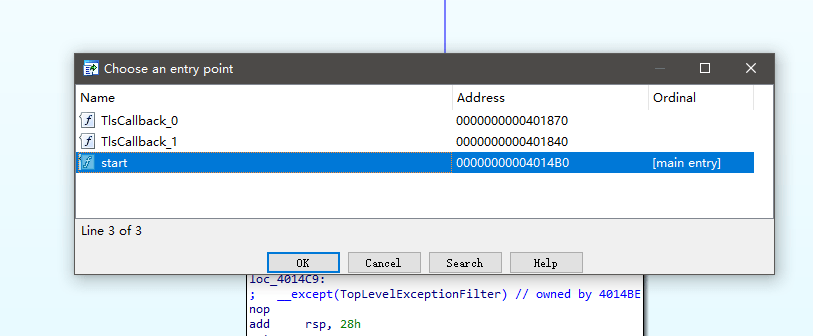 Choose an entry point
Name Address Ordinal
f TlsCallback_0 0000000000401870
f TlsCallback_1 0000000000401840
f start 00000000004014B0 [main entry]
Line 3 of 3
OK Cancel Search Help
loc_4014C9:
;   __except(TopLevelExceptionFilter) // owned by 4014BE
nop
add     rsp, 28h